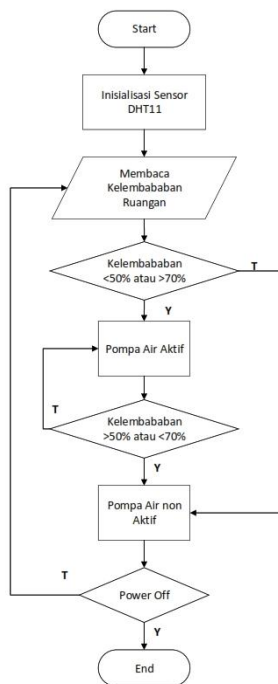 Start
Inisialisasi Sensor
DHT11
Membaca
Kelembababan
Ruangan
Kelembababan
<50% atau >70%
T
Y
Pompa Air Aktif
T
Kelembababan
>50% atau <70%
Y
Pompa Air non
Aktif
T
Power Off
Y
End